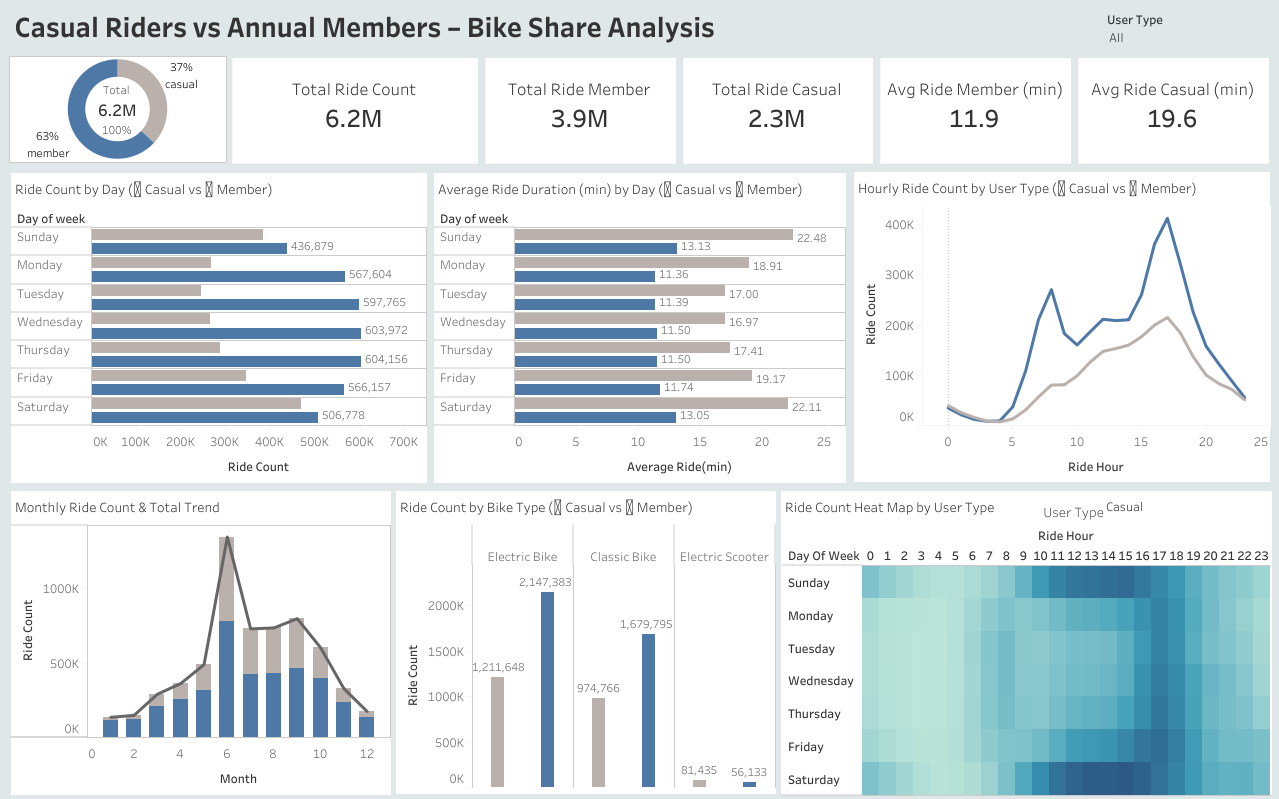 Casual Riders vs Annual Members – Bike Share Analysis
User Type
All
37%
casual
Total
6.2M
100%
63%
member
Total Ride Count
6.2M
Total Ride Member
3.9M
Total Ride Casual
2.3M
Avg Ride Member (min)
11.9
Avg Ride Casual (min)
19.6
Ride Count by Day (▯ Casual vs ▯ Member)
Day of week
Sunday
436,879
Monday
567,604
Tuesday
597,765
Wednesday
603,972
Thursday
604,156
Friday
566,157
Saturday
506,778
0K 100K 200K 300K 400K 500K 600K 700K
Ride Count
Average Ride Duration (min) by Day (▯ Casual vs ▯ Member)
Day of week
Sunday 22.48
13.13
Monday 18.91
11.36
Tuesday 17.00
11.39
Wednesday 16.97
11.50
Thursday 17.41
11.50
Friday 19.17
11.74
Saturday 22.11
13.05
0 5 10 15 20 25
Average Ride(min)
Hourly Ride Count by User Type (▯ Casual vs ▯ Member)
400K
300K
200K
100K
0K
Ride Count
0 5 10 15 20 25
Ride Hour
Monthly Ride Count & Total Trend
1000K
500K
0K
Ride Count
0 2 4 6 8 10 12
Month
Ride Count by Bike Type (▯ Casual vs ▯ Member)
Electric Bike Classic Bike Electric Scooter
2,147,383
1,679,795
1,211,648
974,766
81,435 56,133
2000K
1500K
1000K
500K
0K
Ride Count
Ride Count Heat Map by User Type
User Type Casual
Ride Hour
Day Of Week 0 1 2 3 4 5 6 7 8 9 10 11 12 13 14 15 16 17 18 19 20 21 22 23
Sunday
Monday
Tuesday
Wednesday
Thursday
Friday
Saturday